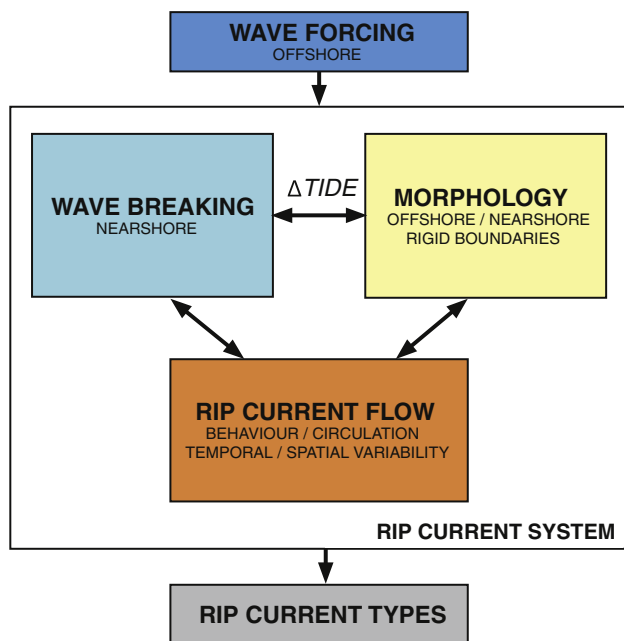 WAVE FORCING
OFFSHORE
ΔTIDE
WAVE BREAKING
NEARSHORE
MORPHOLOGY
OFFSHORE / NEARSHORE
RIGID BOUNDARIES
RIP CURRENT FLOW
BEHAVIOUR / CIRCULATION
TEMPORAL / SPATIAL VARIABILITY
RIP CURRENT SYSTEM
RIP CURRENT TYPES